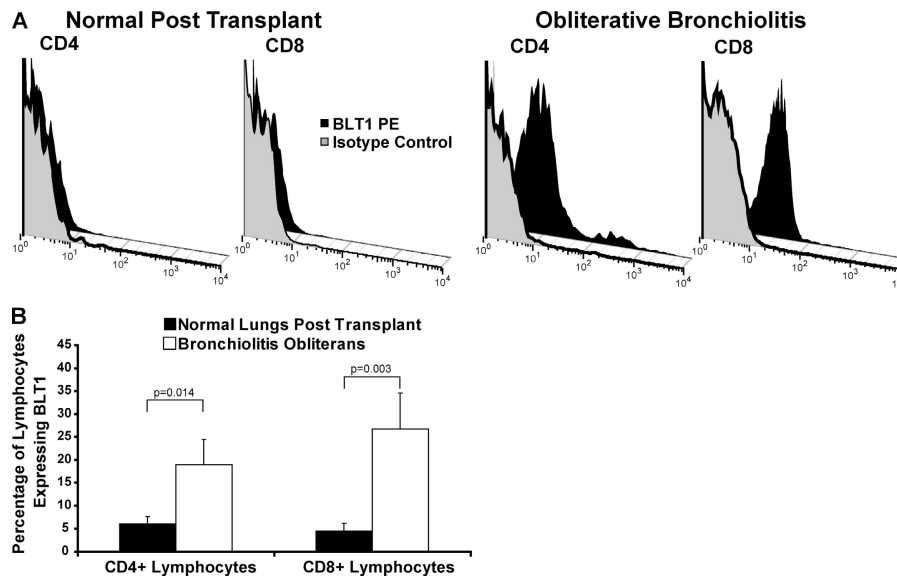 A Normal Post Transplant Obliterative Bronchiolitis
CD4 CD8 CD4 CD8
BLT1 PE
Isotype Control
10^0 10^1 10^2 10^3 10^4 10^0 10^1 10^2 10^3 10^4 10^0 10^1 10^2 10^3 10^4 10^0 10^1 10^2 10^3
B
Normal Lungs Post Transplant
Bronchiolitis Obliterans
Percentage of Lymphocytes
Expressing BLT1
45
40
35
30
25
20
15
10
5
0
p=0.014
p=0.003
CD4+ Lymphocytes CD8+ Lymphocytes